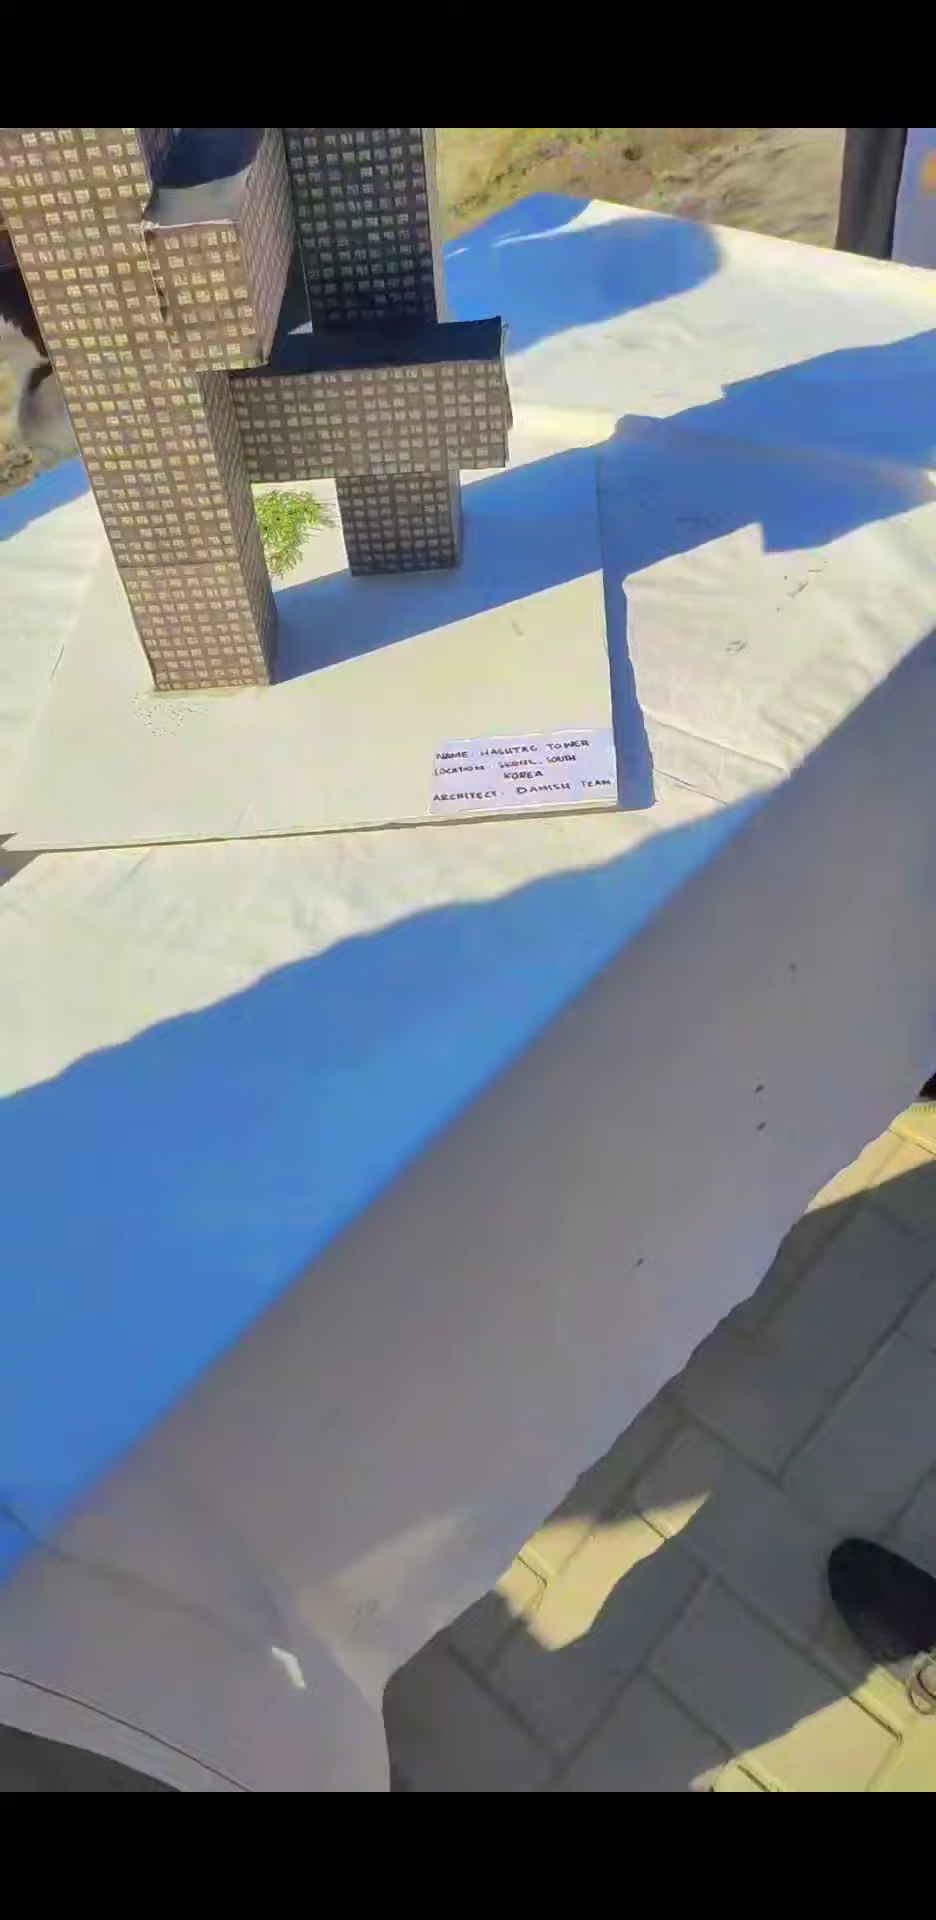 NAME: HASHTAG TOWER
LOCATION: SEOUL, SOUTH
KOREA
ARCHITECT: DANISH TEAM